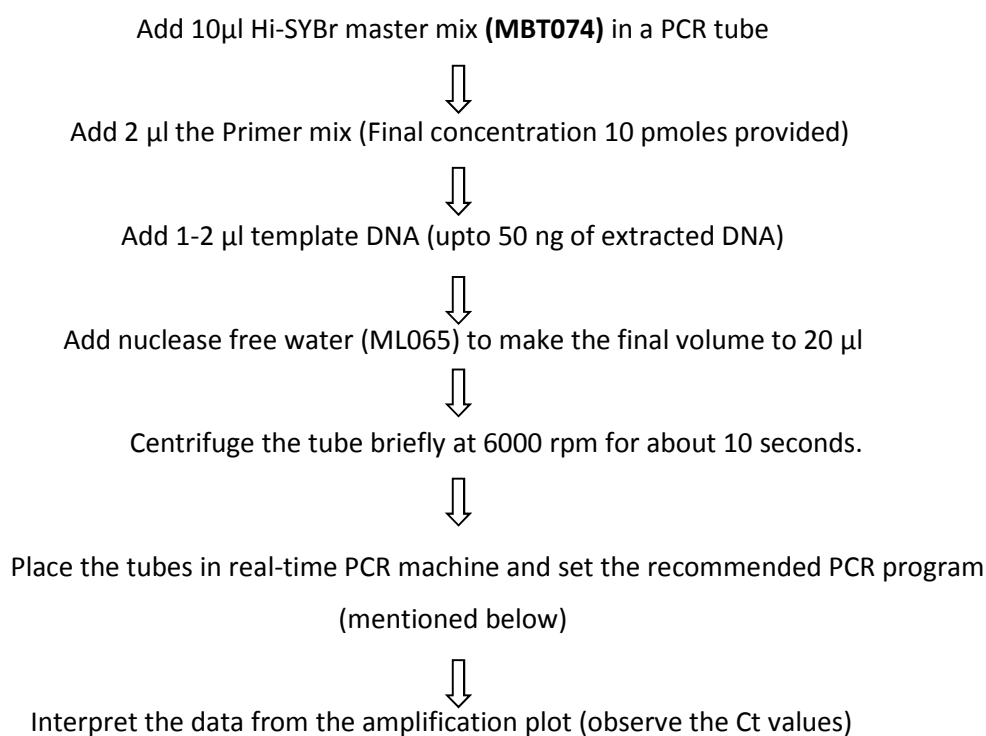 Add 10µl Hi-SYBr master mix (MBT074) in a PCR tube
Add 2 µl the Primer mix (Final concentration 10 pmoles provided)
Add 1-2 µl template DNA (upto 50 ng of extracted DNA)
Add nuclease free water (ML065) to make the final volume to 20 µl
Centrifuge the tube briefly at 6000 rpm for about 10 seconds.
Place the tubes in real-time PCR machine and set the recommended PCR program
(mentioned below)
Interpret the data from the amplification plot (observe the Ct values)